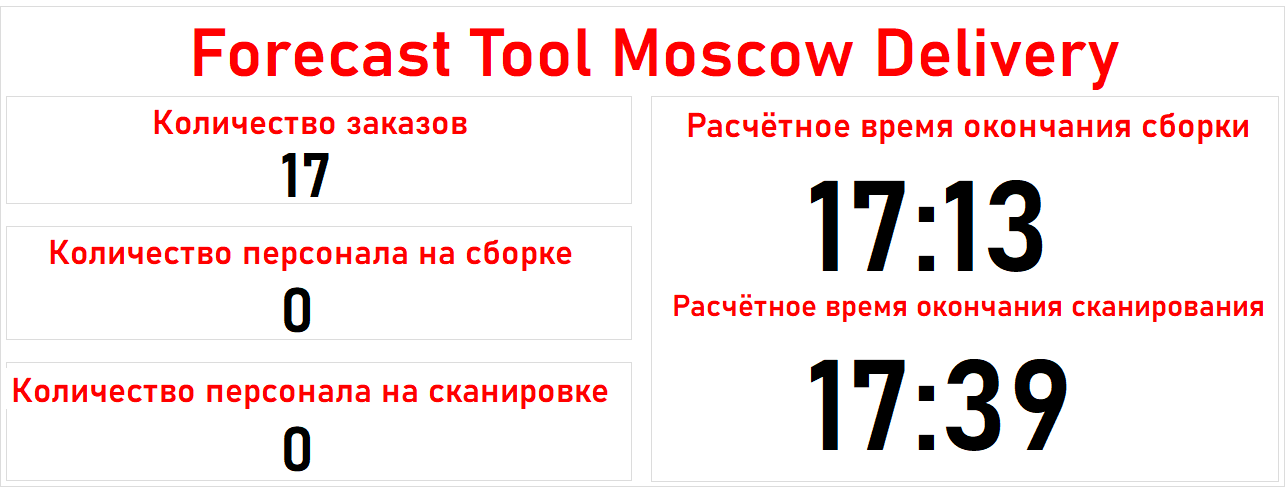 Forecast Tool Moscow Delivery
Количество заказов
17
Количество персонала на сборке
0
Количество персонала на сканировке
0
Расчётное время окончания сборки
17:13
Расчётное время окончания сканирования
17:39